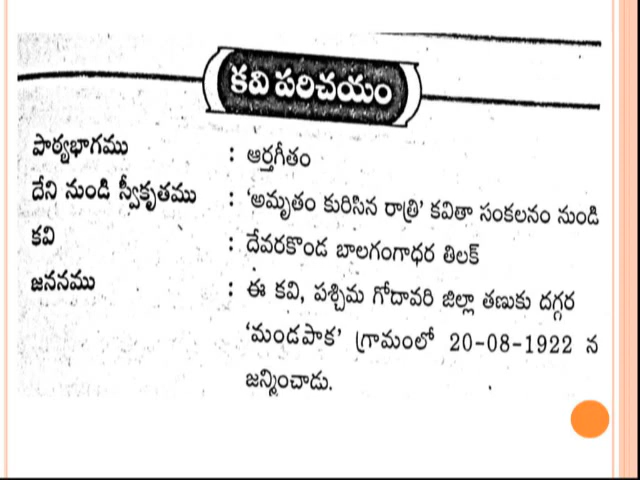 కవి పరిచయం
పాఠ్యభాగము : ఆర్తగీతం
దేని నుండి స్వీకృతము : 'అమృతం కురిసిన రాత్రి' కవితా సంకలనం నుండి
కవి : దేవరకొండ బాలగంగాధర తిలక్
జననము : ఈ కవి, పశ్చిమ గోదావరి జిల్లా తణుకు దగ్గర
'మండపాక' గ్రామంలో 20-08-1922 న
జన్మించాడు.